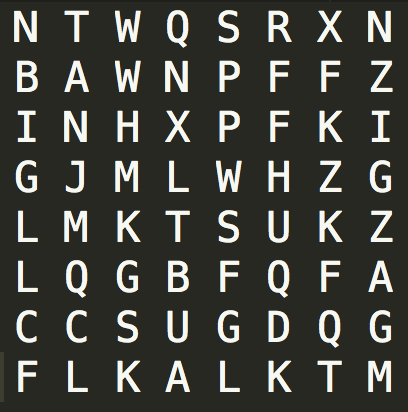 N T W Q S R X N
B A W N P F F Z
I N H X P F K I
G J M L W H Z G
L M K T S U K Z
L Q G B F Q F A
C C S U G D Q G
F L K A L K T M